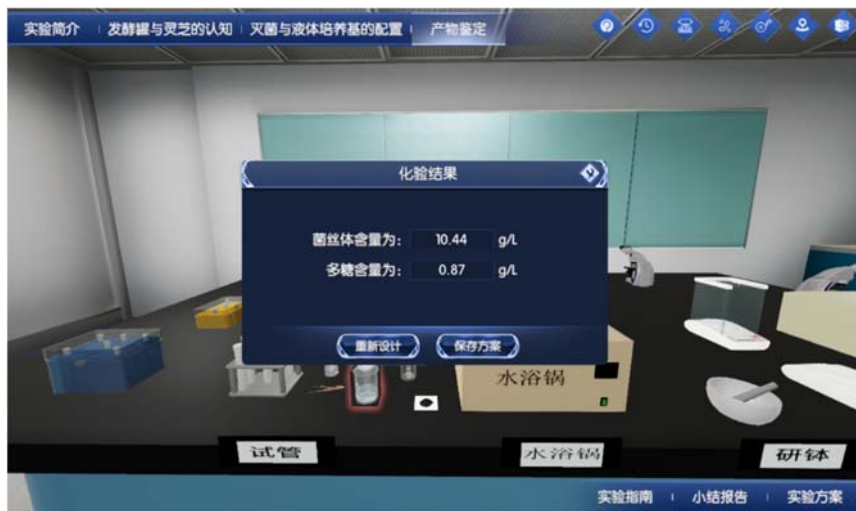 实验简介
发酵罐与灵芝的认知
灭菌与液体培养基的配置
产物鉴定
化验结果
菌丝体含量为: 10.44 g/L
多糖含量为: 0.87 g/L
重新设计
保存方案
水浴锅
试管
水浴锅
研钵
实验指南
小结报告
实验方案